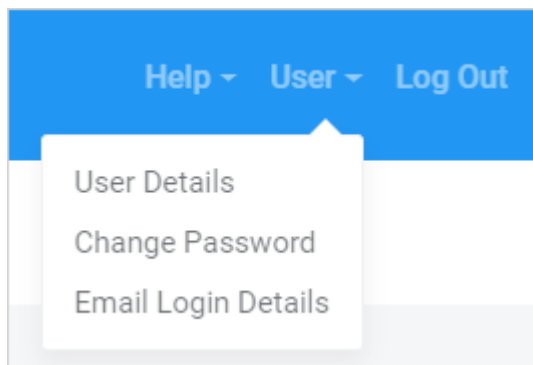 Help User Log Out
User Details
Change Password
Email Login Details